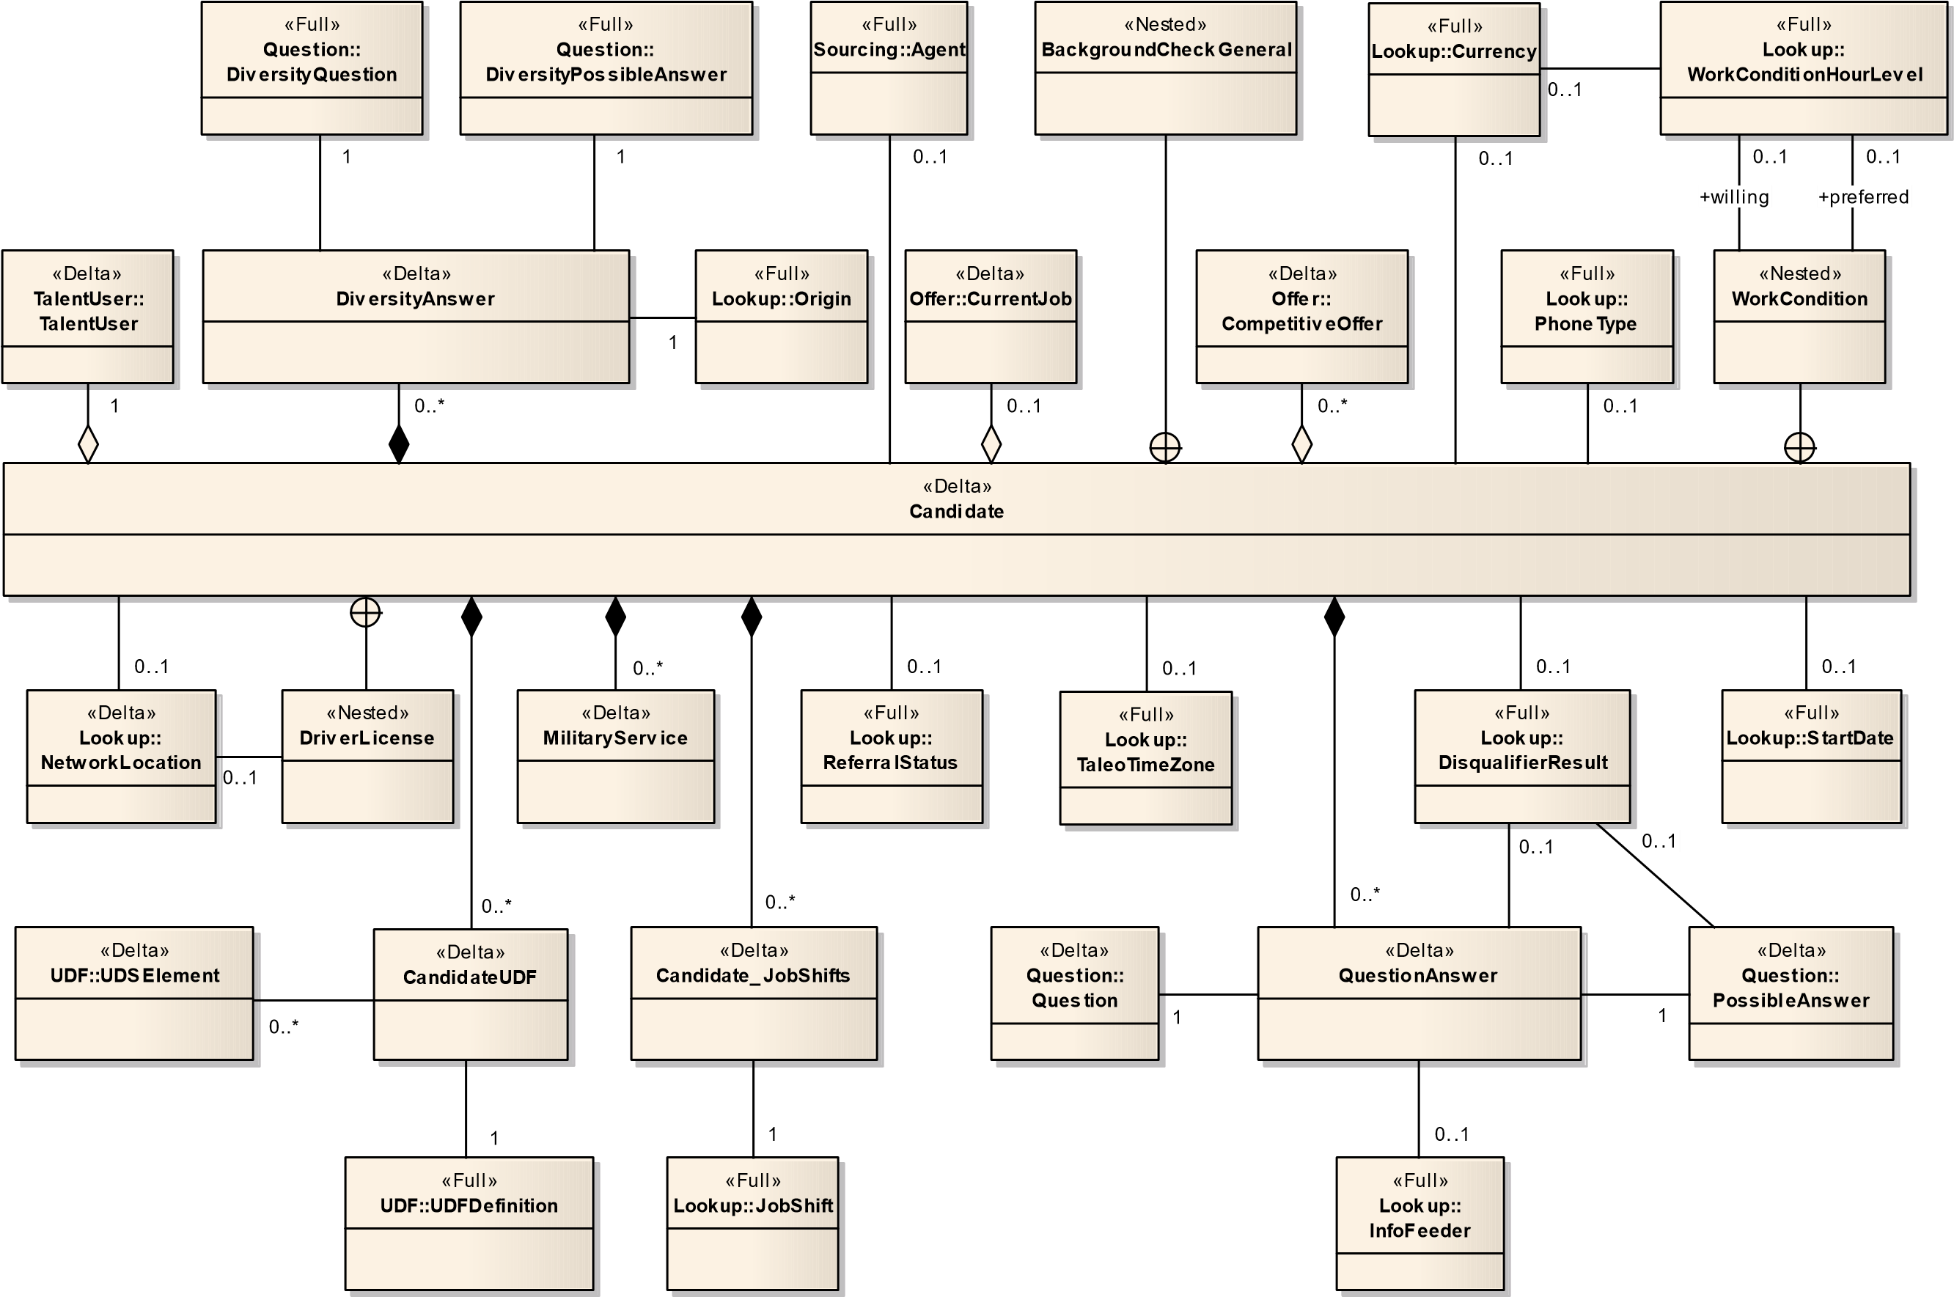 «Full»
Question::
DiversityQuestion
«Full»
Question::
DiversityPossibleAnswer
«Full»
Sourcing::Agent
«Nested»
BackgroundCheckGeneral
«Full»
Lookup::Currency
«Full»
Lookup::
WorkConditionHourLevel
0..1
1
1
0..1
0..1
0..1
0..1
+willing
+preferred
«Delta»
TalentUser::
TalentUser
«Delta»
DiversityAnswer
«Full»
Lookup::Origin
«Delta»
Offer::CurrentJob
«Delta»
Offer::
CompetitiveOffer
«Full»
Lookup::
PhoneType
«Nested»
WorkCondition
1
1
0..*
0..1
0..*
0..1
«Delta»
Candidate
0..1
0..*
0..1
0..1
0..1
0..1
«Delta»
Lookup::
NetworkLocation
«Nested»
DriverLicense
«Delta»
MilitaryService
«Full»
Lookup::
ReferralStatus
«Full»
Lookup::
TaleoTimeZone
«Full»
Lookup::
DisqualifierResult
«Full»
Lookup::StartDate
0..1
0..1
0..1
0..*
0..*
0..*
«Delta»
UDF::UDSElement
«Delta»
CandidateUDF
«Delta»
Candidate_JobShifts
«Delta»
Question::
Question
«Delta»
QuestionAnswer
«Delta»
Question::
PossibleAnswer
0..*
1
1
1
1
0..1
«Full»
UDF::UDFDefinition
«Full»
Lookup::JobShift
«Full»
Lookup::
InfoFeeder